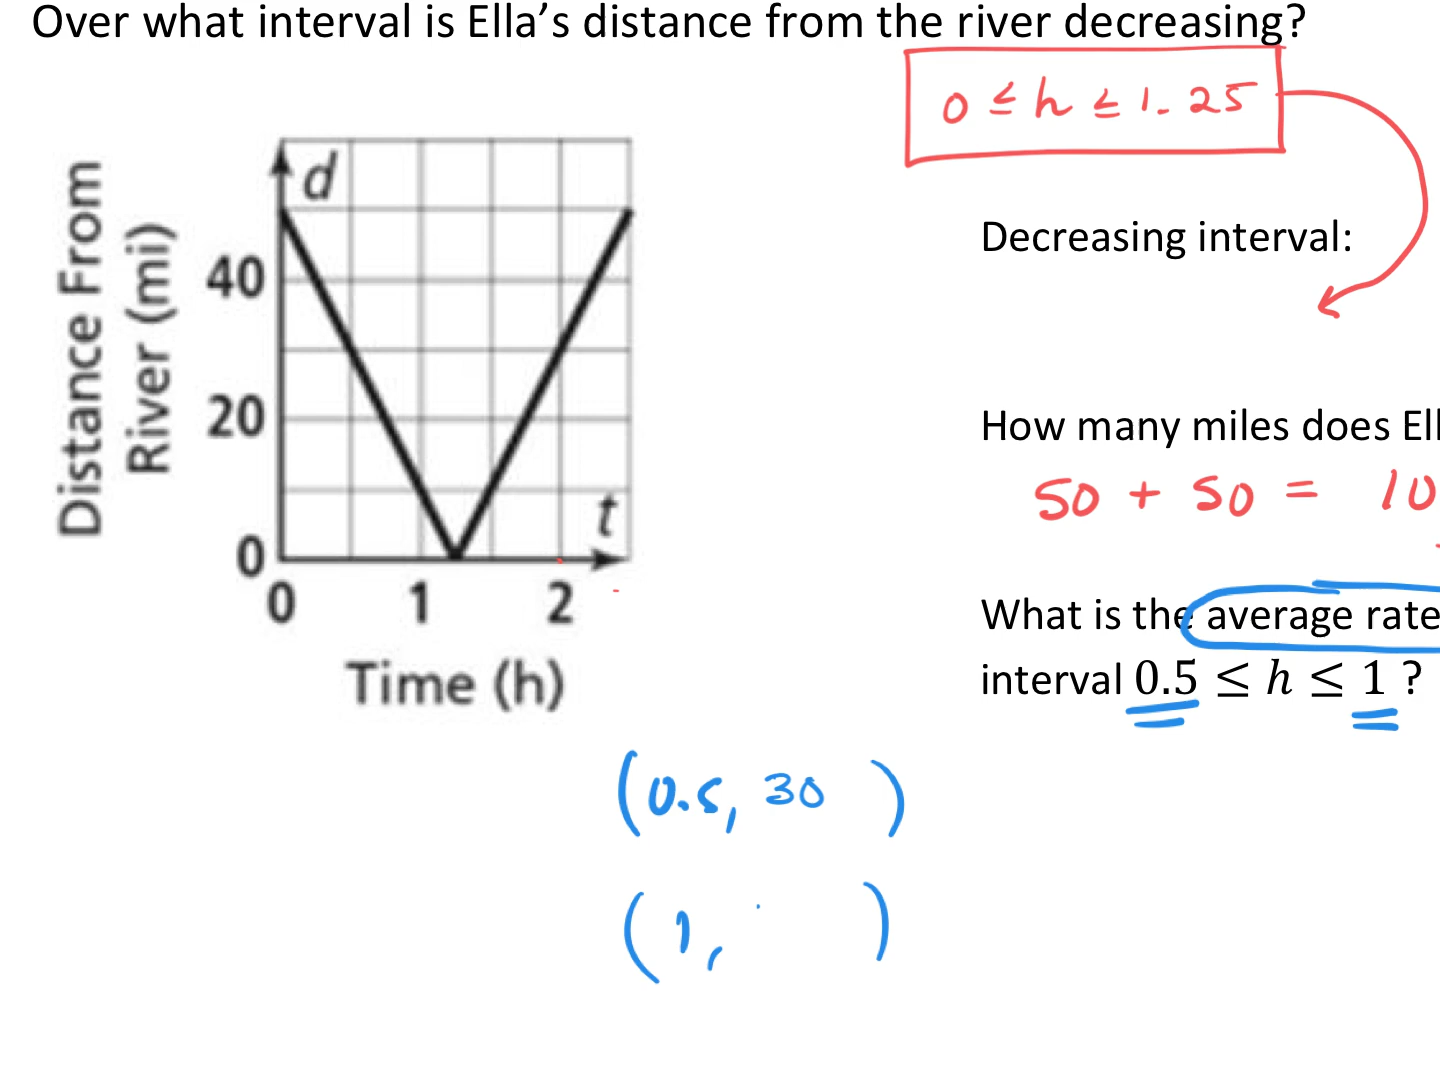 Over what interval is Ella’s distance from the river decreasing?
0 ≤ h ≤ 1.25
d
Distance From
River (mi)
40
20
0
t
0 1 2
Time (h)
Decreasing interval:
How many miles does Ell
50 + 50 = 10
What is the average rate
interval 0.5 ≤ h ≤ 1 ?
(0.5, 30 )
(1, )